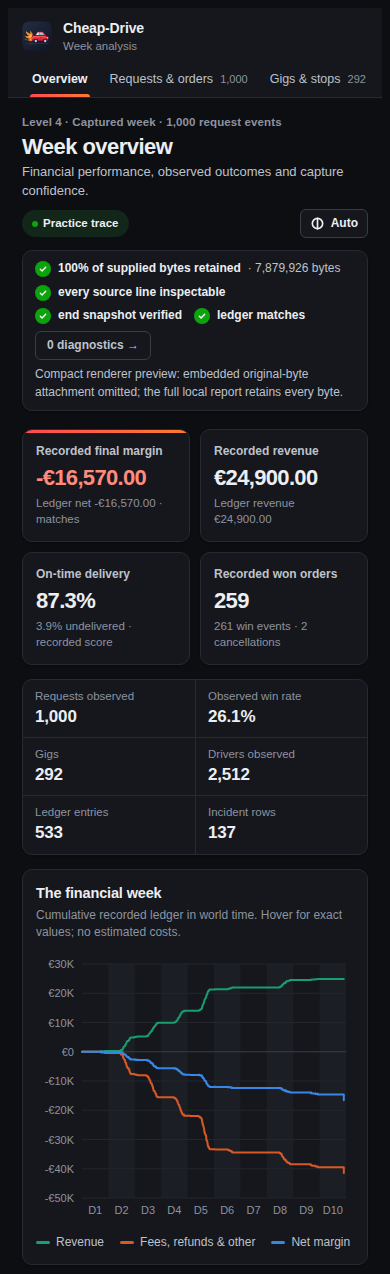 Cheap-Drive
Week analysis
Overview Requests & orders 1,000 Gigs & stops 292
Level 4 · Captured week · 1,000 request events
Week overview
Financial performance, observed outcomes and capture
confidence.
Practice trace
Auto
100% of supplied bytes retained · 7,879,926 bytes
every source line inspectable
end snapshot verified ledger matches
0 diagnostics →
Compact renderer preview: embedded original-byte
attachment omitted; the full local report retains every byte.
Recorded final margin
-€16,570.00
Ledger net -€16,570.00 ·
matches
Recorded revenue
€24,900.00
Ledger revenue
€24,900.00
On-time delivery
87.3%
3.9% undelivered ·
recorded score
Recorded won orders
259
261 win events · 2
cancellations
Requests observed
1,000
Observed win rate
26.1%
Gigs
292
Drivers observed
2,512
Ledger entries
533
Incident rows
137
The financial week
Cumulative recorded ledger in world time. Hover for exact
values; no estimated costs.
€30K
€20K
€10K
€0
-€10K
-€20K
-€30K
-€40K
-€50K
D1 D2 D3 D4 D5 D6 D7 D8 D9 D10
Revenue Fees, refunds & other Net margin